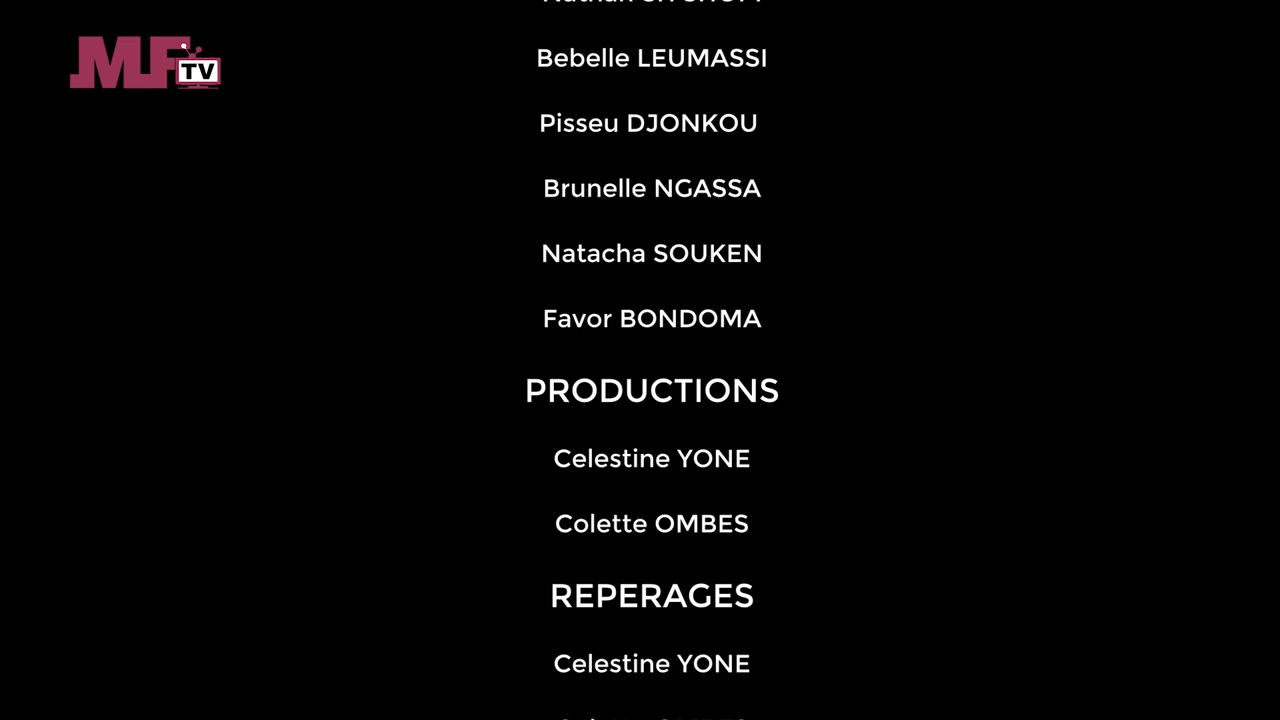 MF TV
Bebelle LEUMASSI
Pisseu DJONKOU
Brunelle NGASSA
Natacha SOUKEN
Favor BONDOMA
PRODUCTIONS
Celestine YONE
Colette OMBES
REPERAGES
Celestine YONE